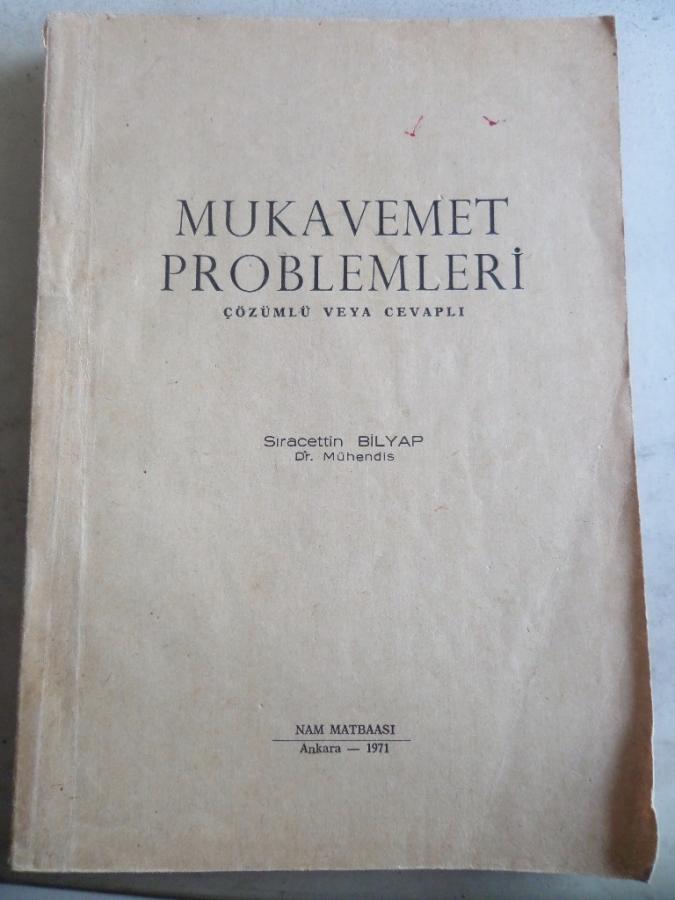 MUKAVEMET
PROBLEMLERİ
ÇÖZÜMLÜ VEYA CEVAPLI
Sıracettin BİLYAP
Dr. Mühendis
NAM MATBAASI
Ankara — 1971